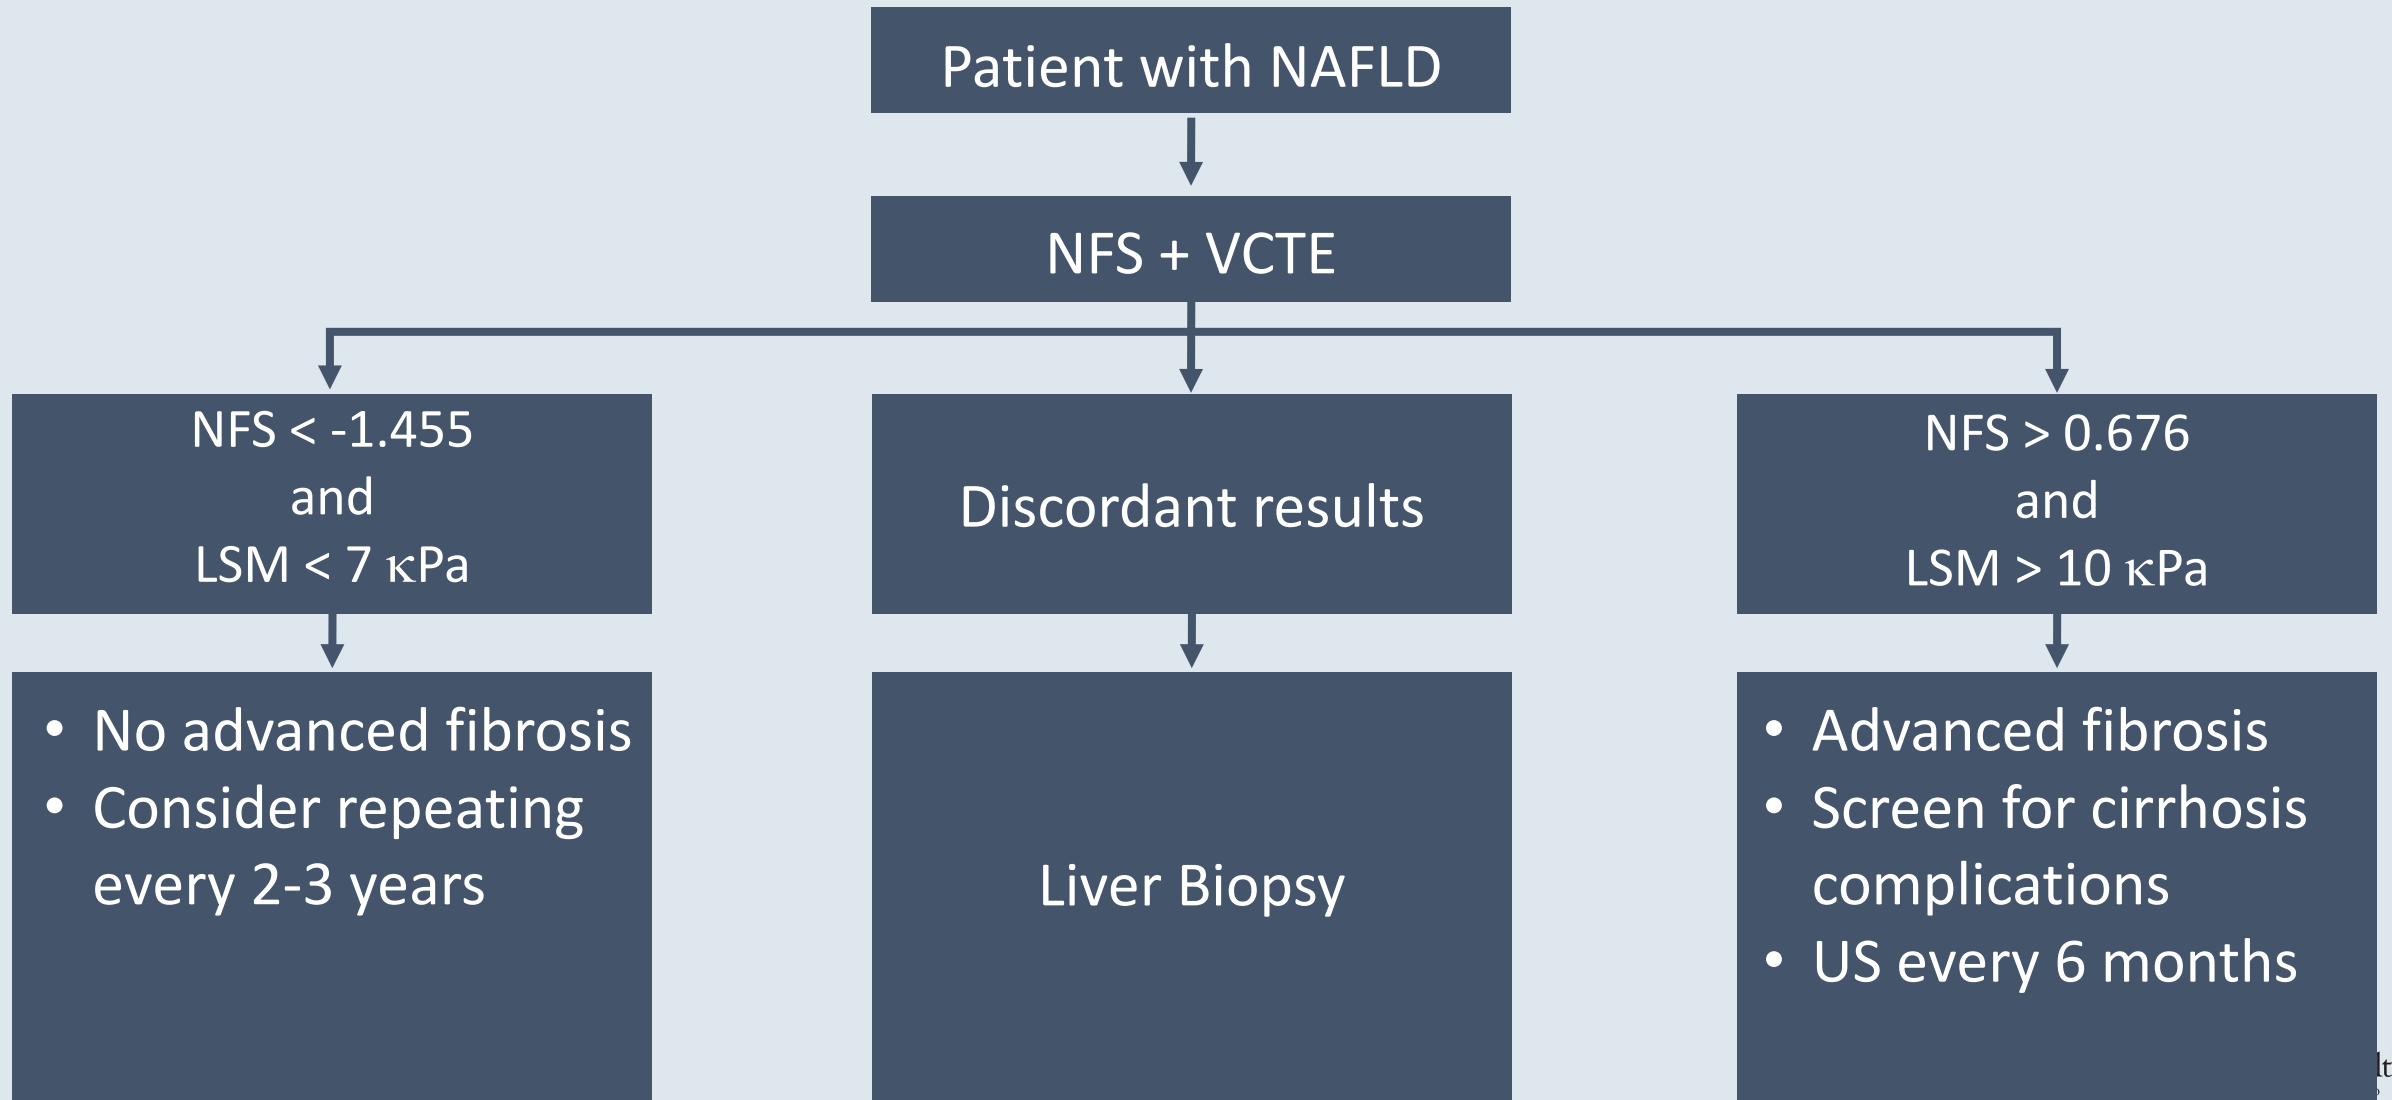 Patient with NAFLD
NFS + VCTE
NFS < -1.455
and
LSM < 7 κPa
Discordant results
NFS > 0.676
and
LSM > 10 κPa
• No advanced fibrosis
• Consider repeating
every 2-3 years
Liver Biopsy
• Advanced fibrosis
• Screen for cirrhosis
complications
• US every 6 months